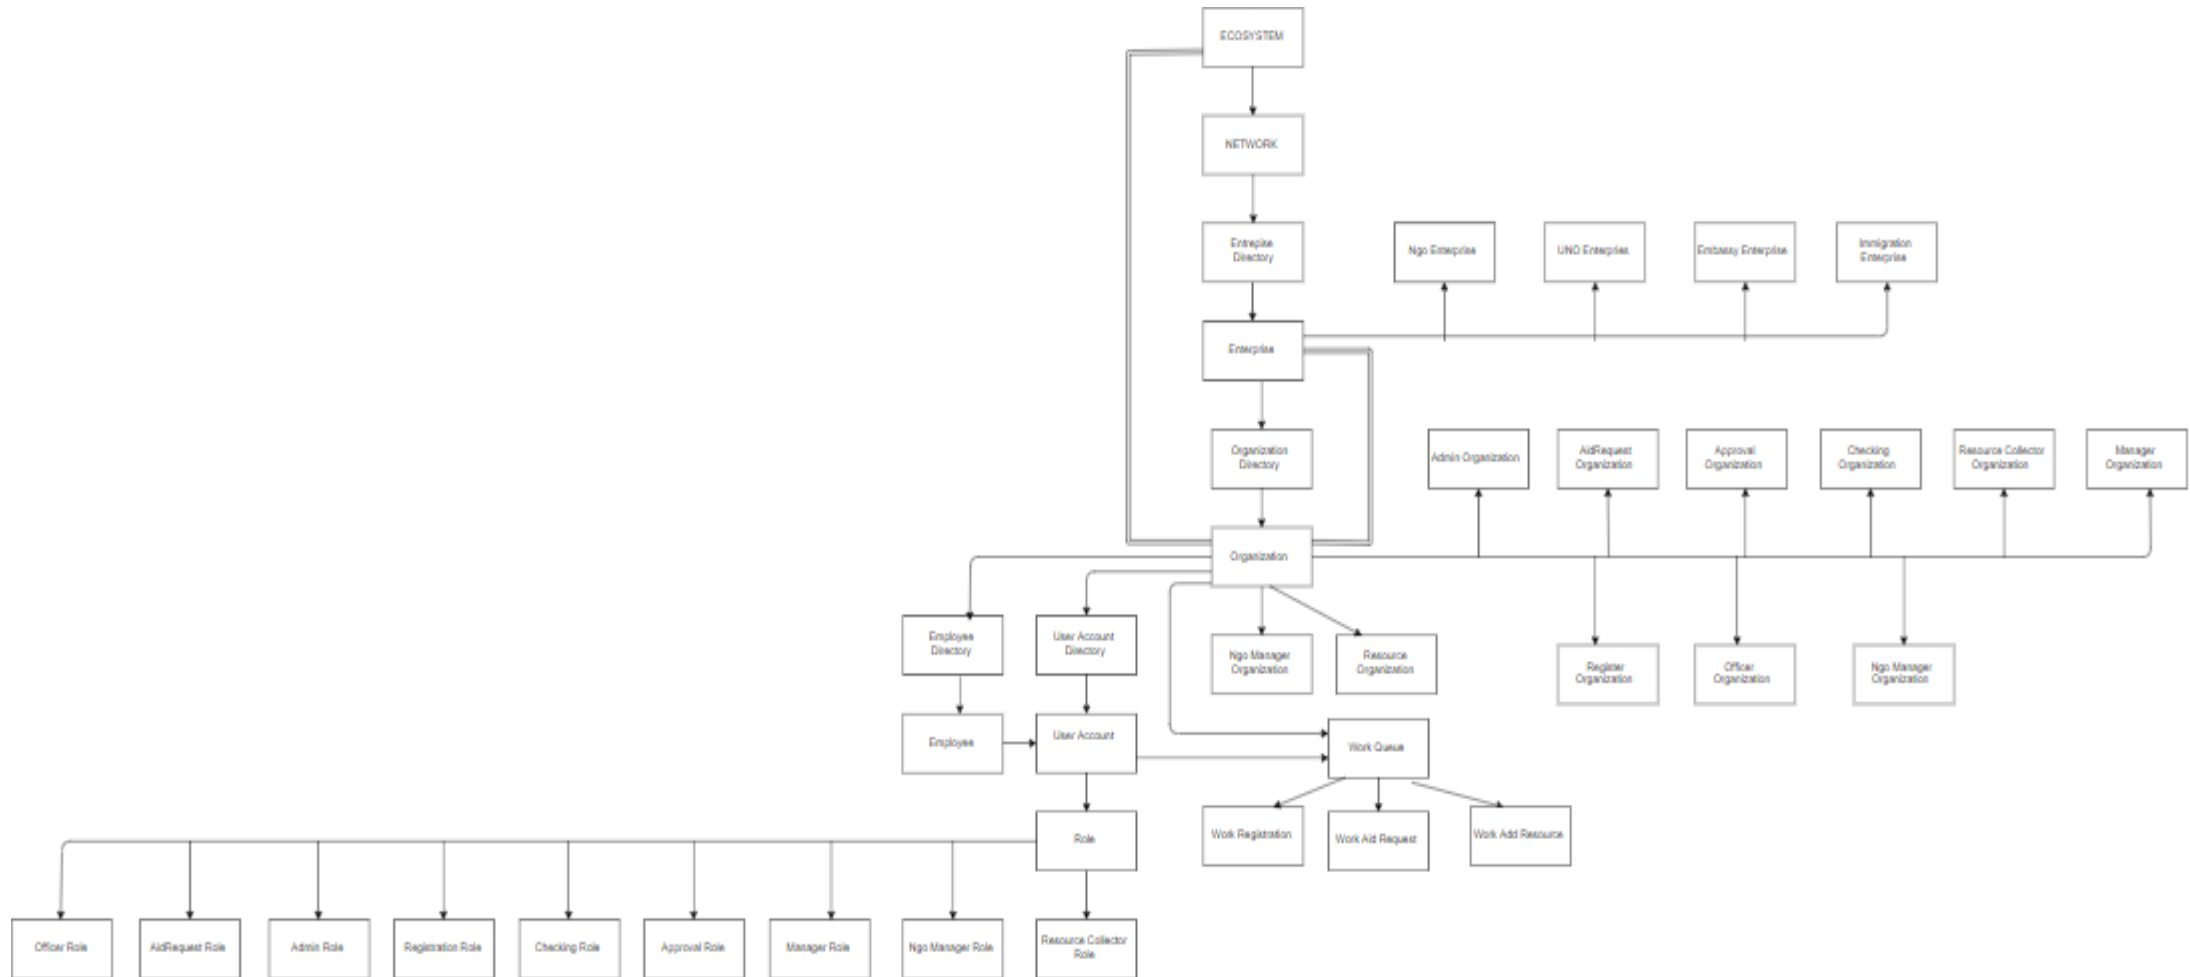 ECOSYSTEM
NETWORK
Entrepise
Directory
Ngo Enterprise
UNO Enterpries
Embassy Enterprise
Immigration
Enterprise
Enterprise
Organization
Directory
Admin Organization
AidRequest
Organization
Approval
Organization
Checking
Organization
Resource Collector
Organization
Manager
Organization
Organization
Employee
Directory
User Account
Directory
Ngo Manager
Organization
Resource
Organization
Register
Organization
Officer
Organization
Ngo Manager
Organization
Employee
User Account
Work Queue
Work Registration
Work Aid Request
Work Add Resource
Role
Officer Role
AidRequest Role
Admin Role
Registration Role
Checking Role
Approval Role
Manager Role
Ngo Manager Role
Resource Collector
Role